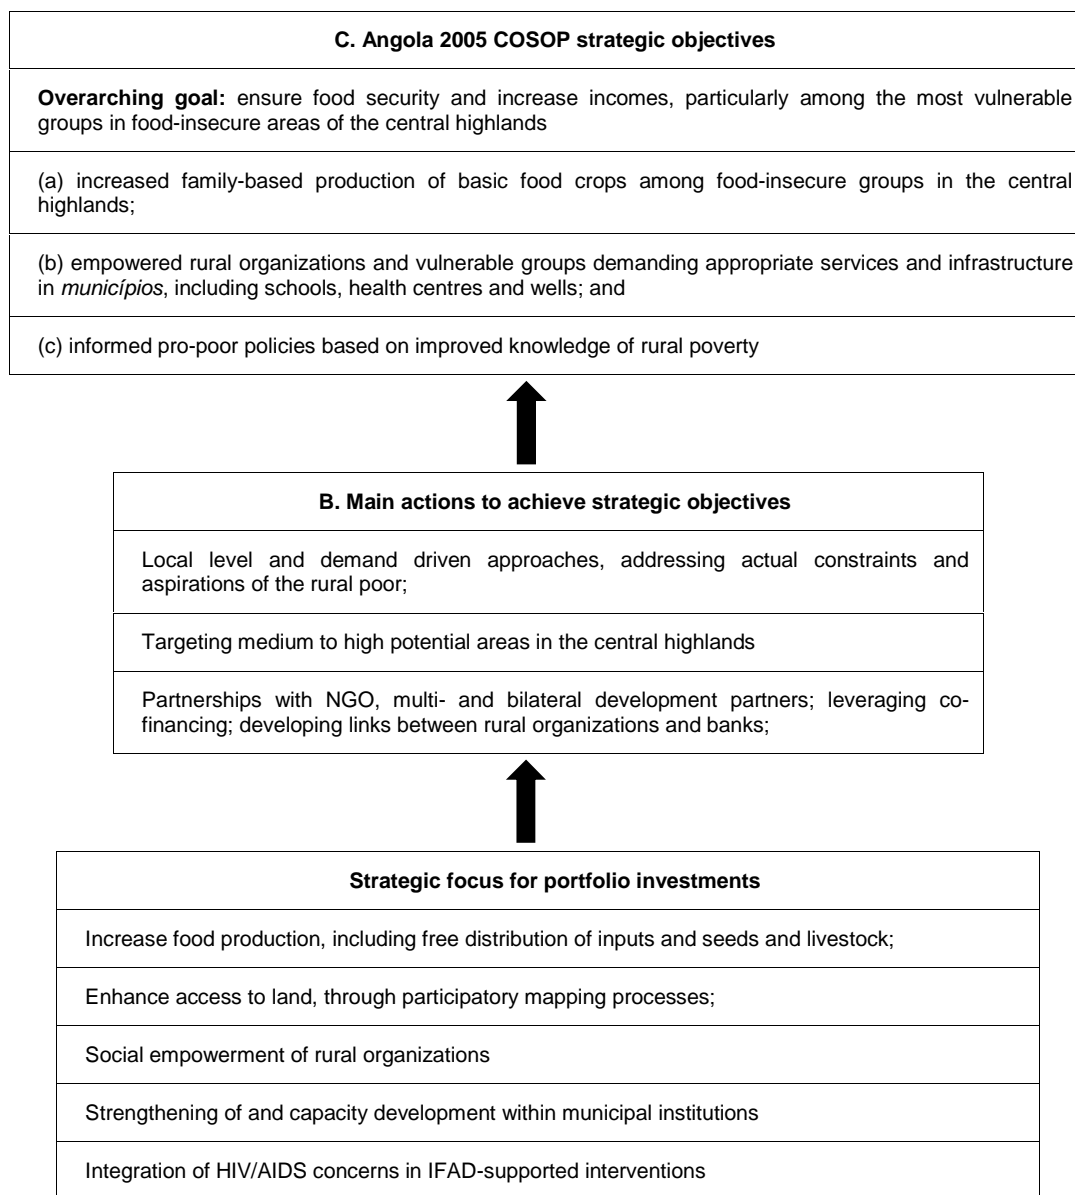 C. Angola 2005 COSOP strategic objectives
Overarching goal: ensure food security and increase incomes, particularly among the most vulnerable
groups in food-insecure areas of the central highlands
(a) increased family-based production of basic food crops among food-insecure groups in the central
highlands;
(b) empowered rural organizations and vulnerable groups demanding appropriate services and infrastructure
in municípios, including schools, health centres and wells; and
(c) informed pro-poor policies based on improved knowledge of rural poverty
B. Main actions to achieve strategic objectives
Local level and demand driven approaches, addressing actual constraints and
aspirations of the rural poor;
Targeting medium to high potential areas in the central highlands
Partnerships with NGO, multi- and bilateral development partners; leveraging co-
financing; developing links between rural organizations and banks;
Strategic focus for portfolio investments
Increase food production, including free distribution of inputs and seeds and livestock;
Enhance access to land, through participatory mapping processes;
Social empowerment of rural organizations
Strengthening of and capacity development within municipal institutions
Integration of HIV/AIDS concerns in IFAD-supported interventions